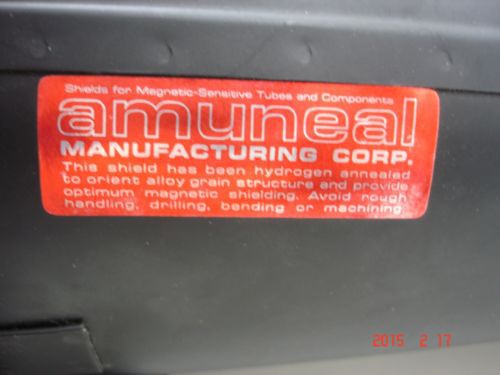 Shields for Magnetic-Sensitive Tubes and Components
amuneal
MANUFACTURING CORP.
This shield has been hydrogen annealed
to orient alloy grain structure and provide
optimum magnetic shielding. Avoid rough
handling, drilling, bending or machining.
2015 2 17